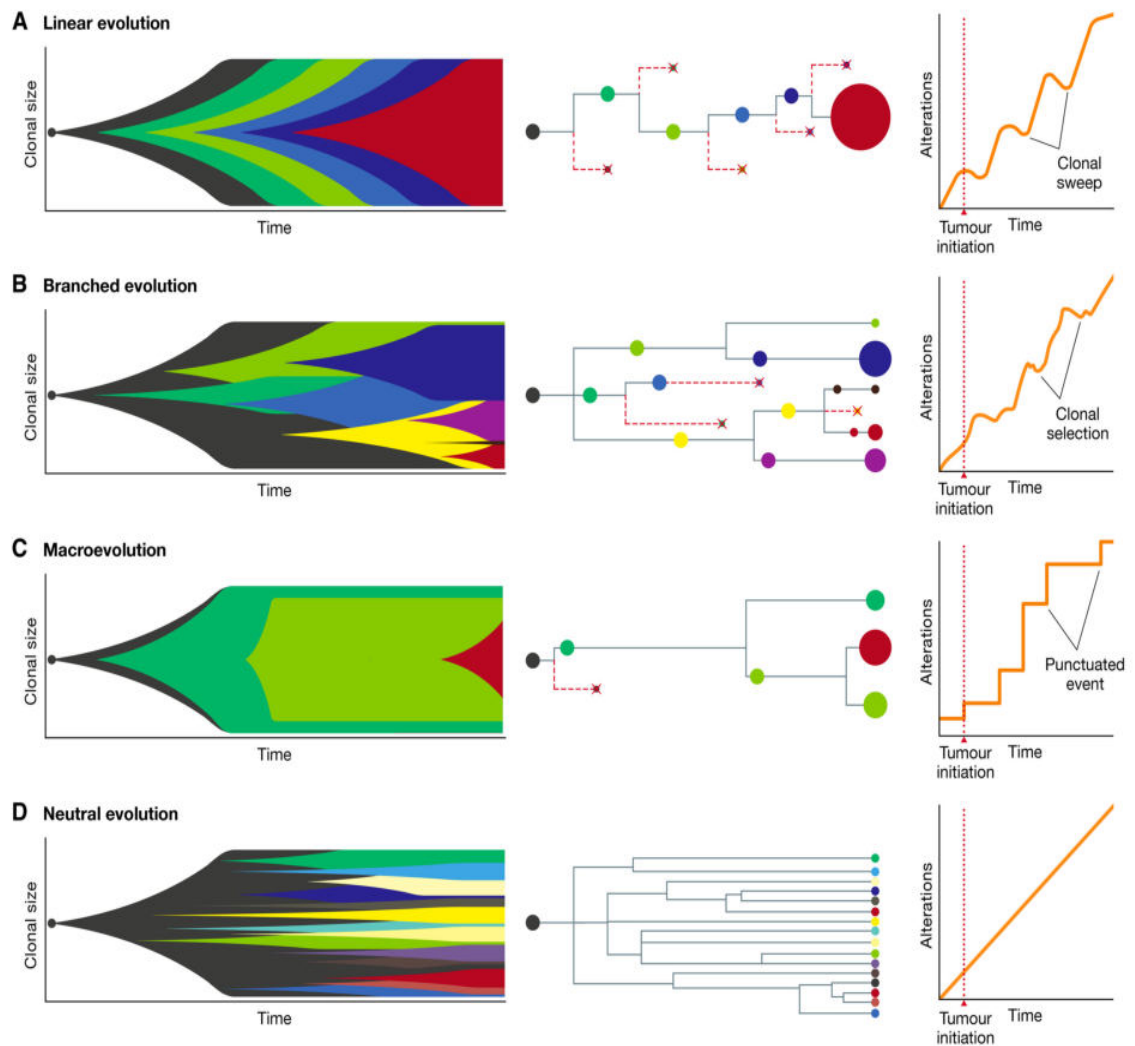 A Linear evolution
Clonal size
Time
Alterations
Clonal
sweep
Tumour
initiation
Time
B Branched evolution
Clonal size
Time
Alterations
Clonal
selection
Tumour
initiation
Time
C Macroevolution
Clonal size
Time
Alterations
Punctuated
event
Tumour
initiation
Time
D Neutral evolution
Clonal size
Time
Alterations
Tumour
initiation
Time